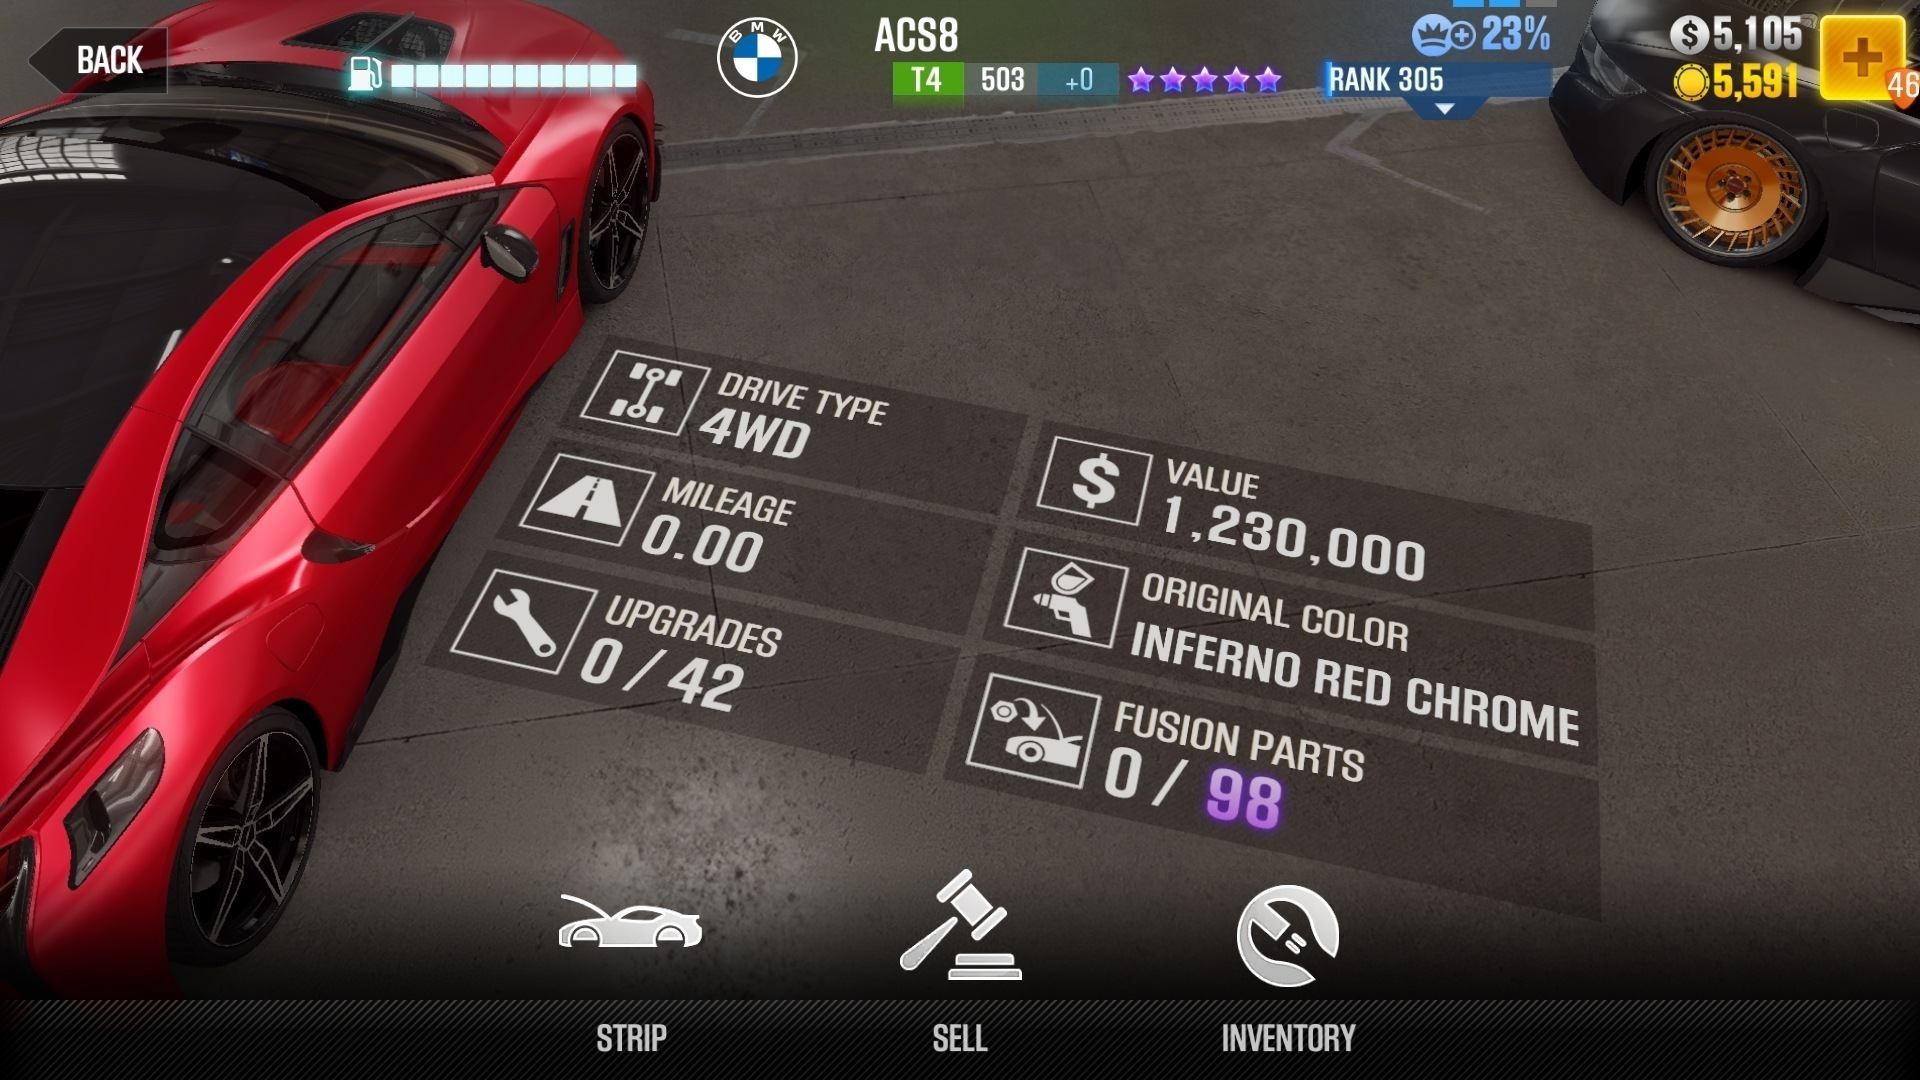 BACK
BMW
ACS8
T4 503 +0
23%
RANK 305
$ 5,105
5,591
46
DRIVE TYPE
4WD
MILEAGE
0.00
UPGRADES
0 / 42
$ VALUE
1,230,000
ORIGINAL COLOR
INFERNO RED CHROME
FUSION PARTS
0 / 98
STRIP
SELL
INVENTORY